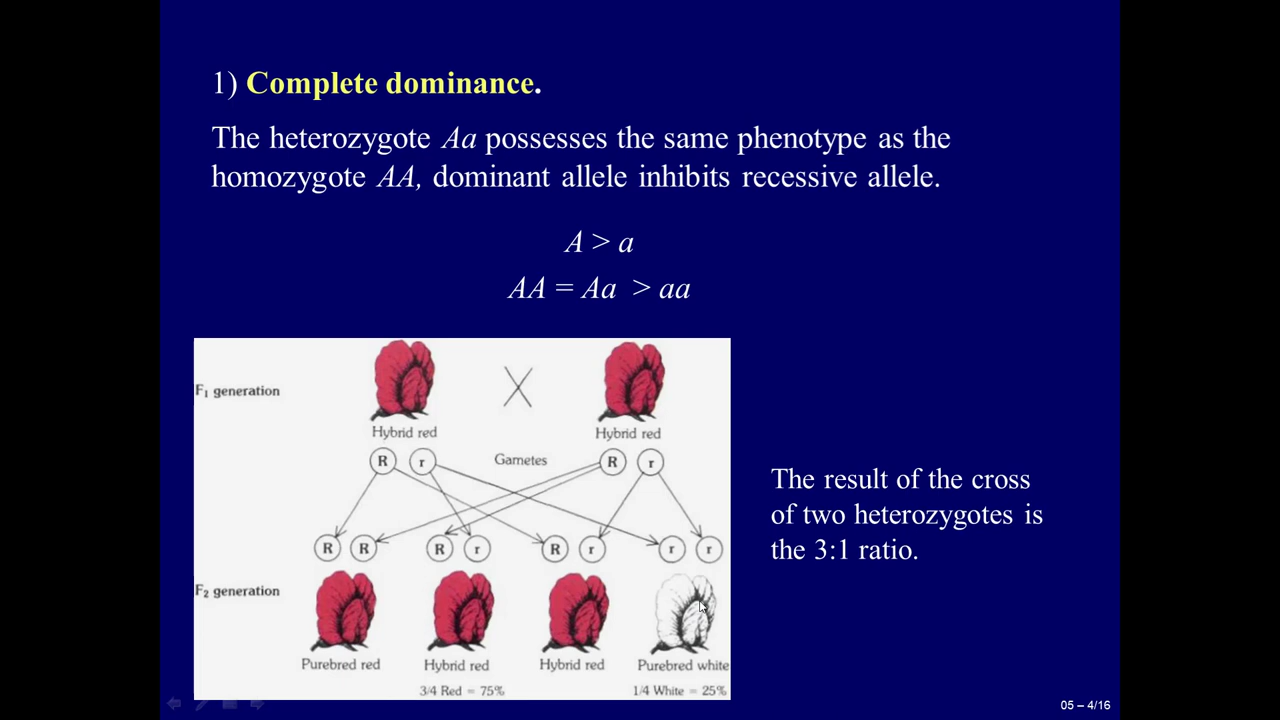 1) Complete dominance.
The heterozygote Aa possesses the same phenotype as the
homozygote AA, dominant allele inhibits recessive allele.
A > a
AA = Aa > aa
F1 generation
Hybrid red
Hybrid red
R r Gametes R r
The result of the cross
of two heterozygotes is
the 3:1 ratio.
R R R r R r r r
F2 generation
Purebred red Hybrid red Hybrid red Purebred white
3/4 Red = 75% 1/4 White = 25%
05 – 4/16